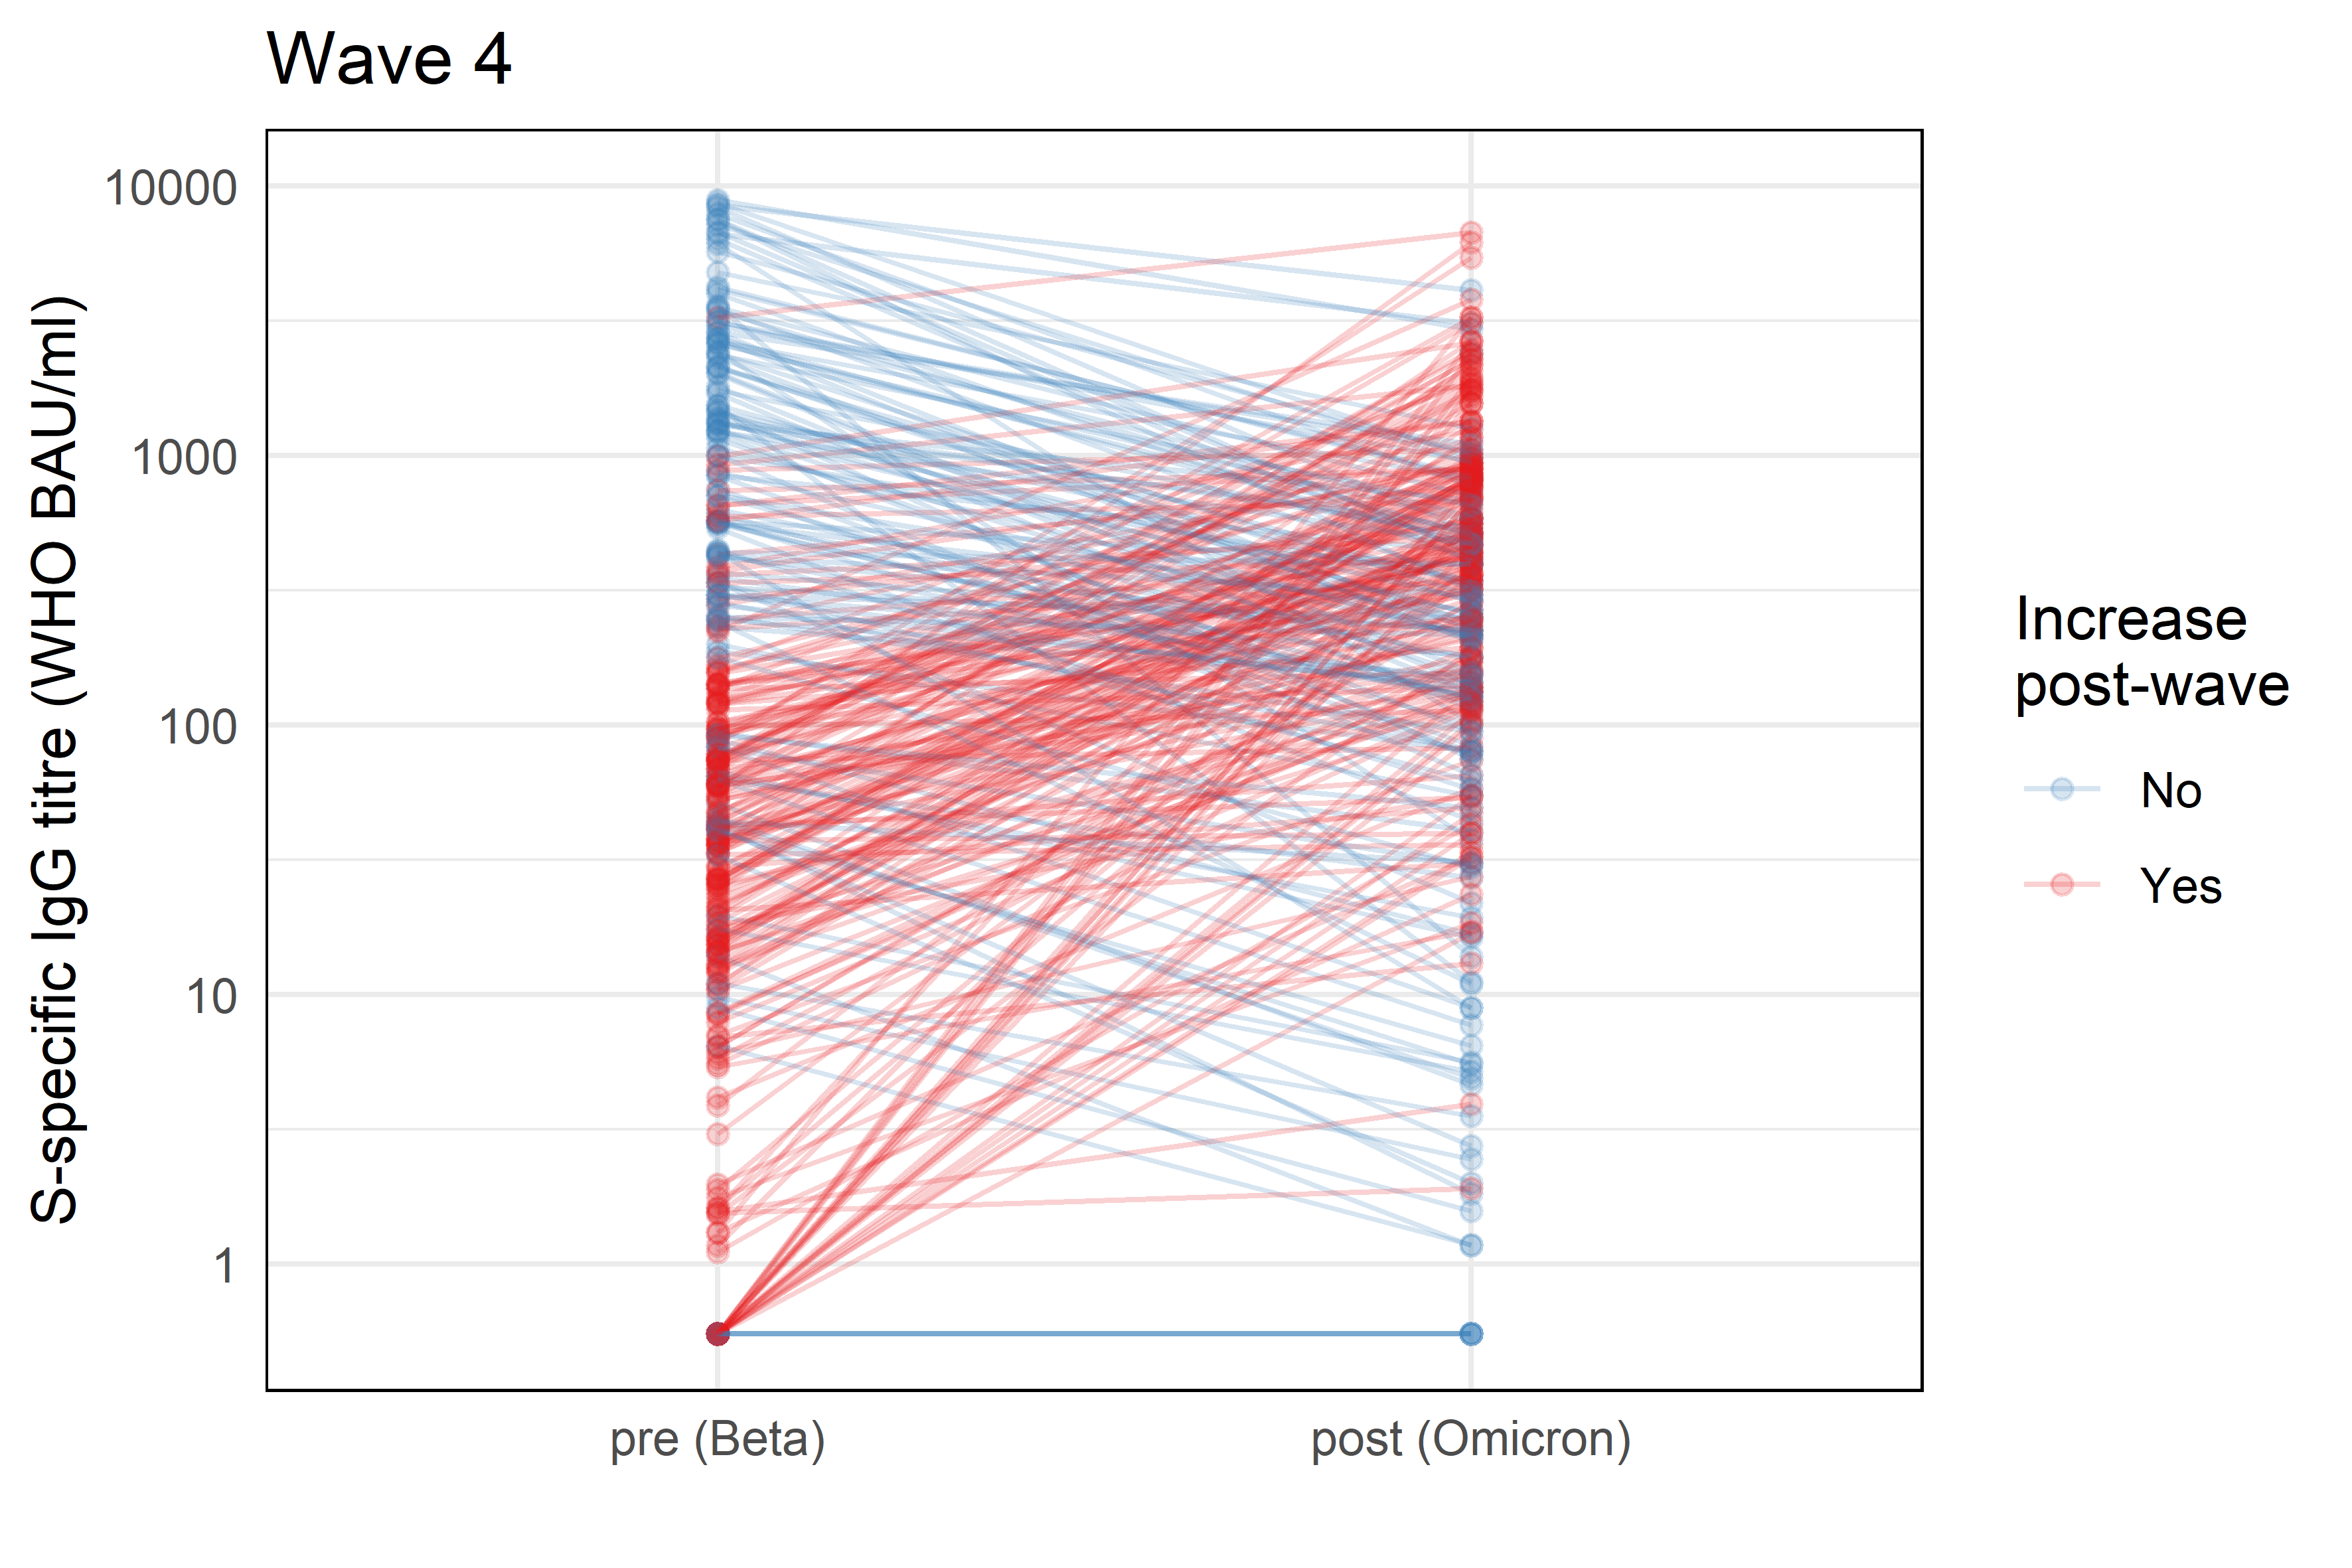 Wave 4
S-specific IgG titre (WHO BAU/ml)
10000
1000
100
10
1
pre (Beta)
post (Omicron)
Increase
post-wave
No
Yes